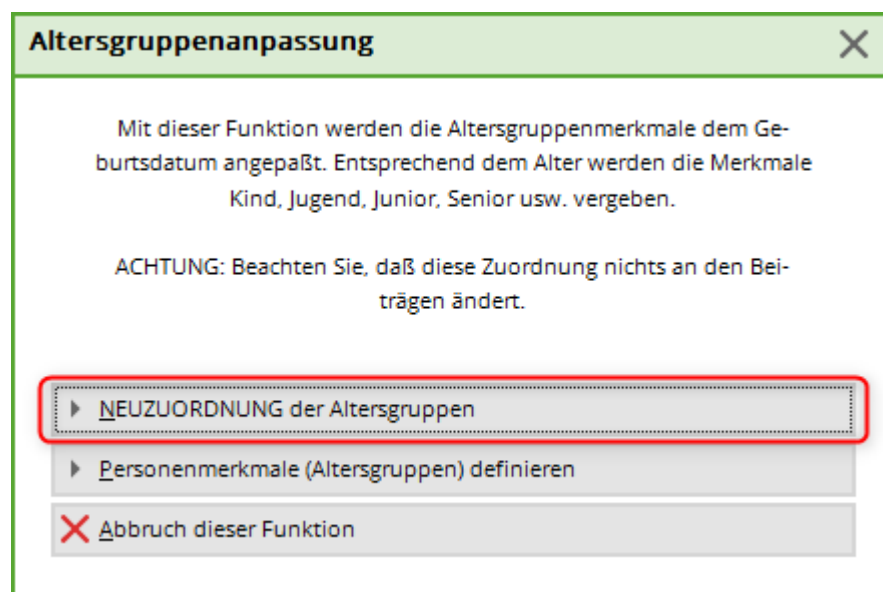 Altersgruppenanpassung
Mit dieser Funktion werden die Altersgruppenmerkmale dem Ge-
burtsdatum angepaßt. Entsprechend dem Alter werden die Merkmale
Kind, Jugend, Junior, Senior usw. vergeben.
ACHTUNG: Beachten Sie, daß diese Zuordnung nichts an den Bei-
trägen ändert.
NEUZUORDNUNG der Altersgruppen
Personenmerkmale (Altersgruppen) definieren
Abbruch dieser Funktion